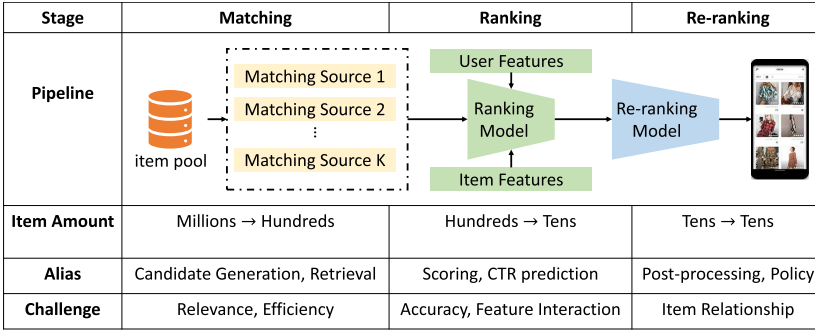 Stage Matching Ranking Re-ranking
Pipeline
item pool
Matching Source 1
Matching Source 2
⋮
Matching Source K
User Features
Ranking
Model
Item Features
Re-ranking
Model
Item Amount Millions → Hundreds Hundreds → Tens Tens → Tens
Alias Candidate Generation, Retrieval Scoring, CTR prediction Post-processing, Policy
Challenge Relevance, Efficiency Accuracy, Feature Interaction Item Relationship